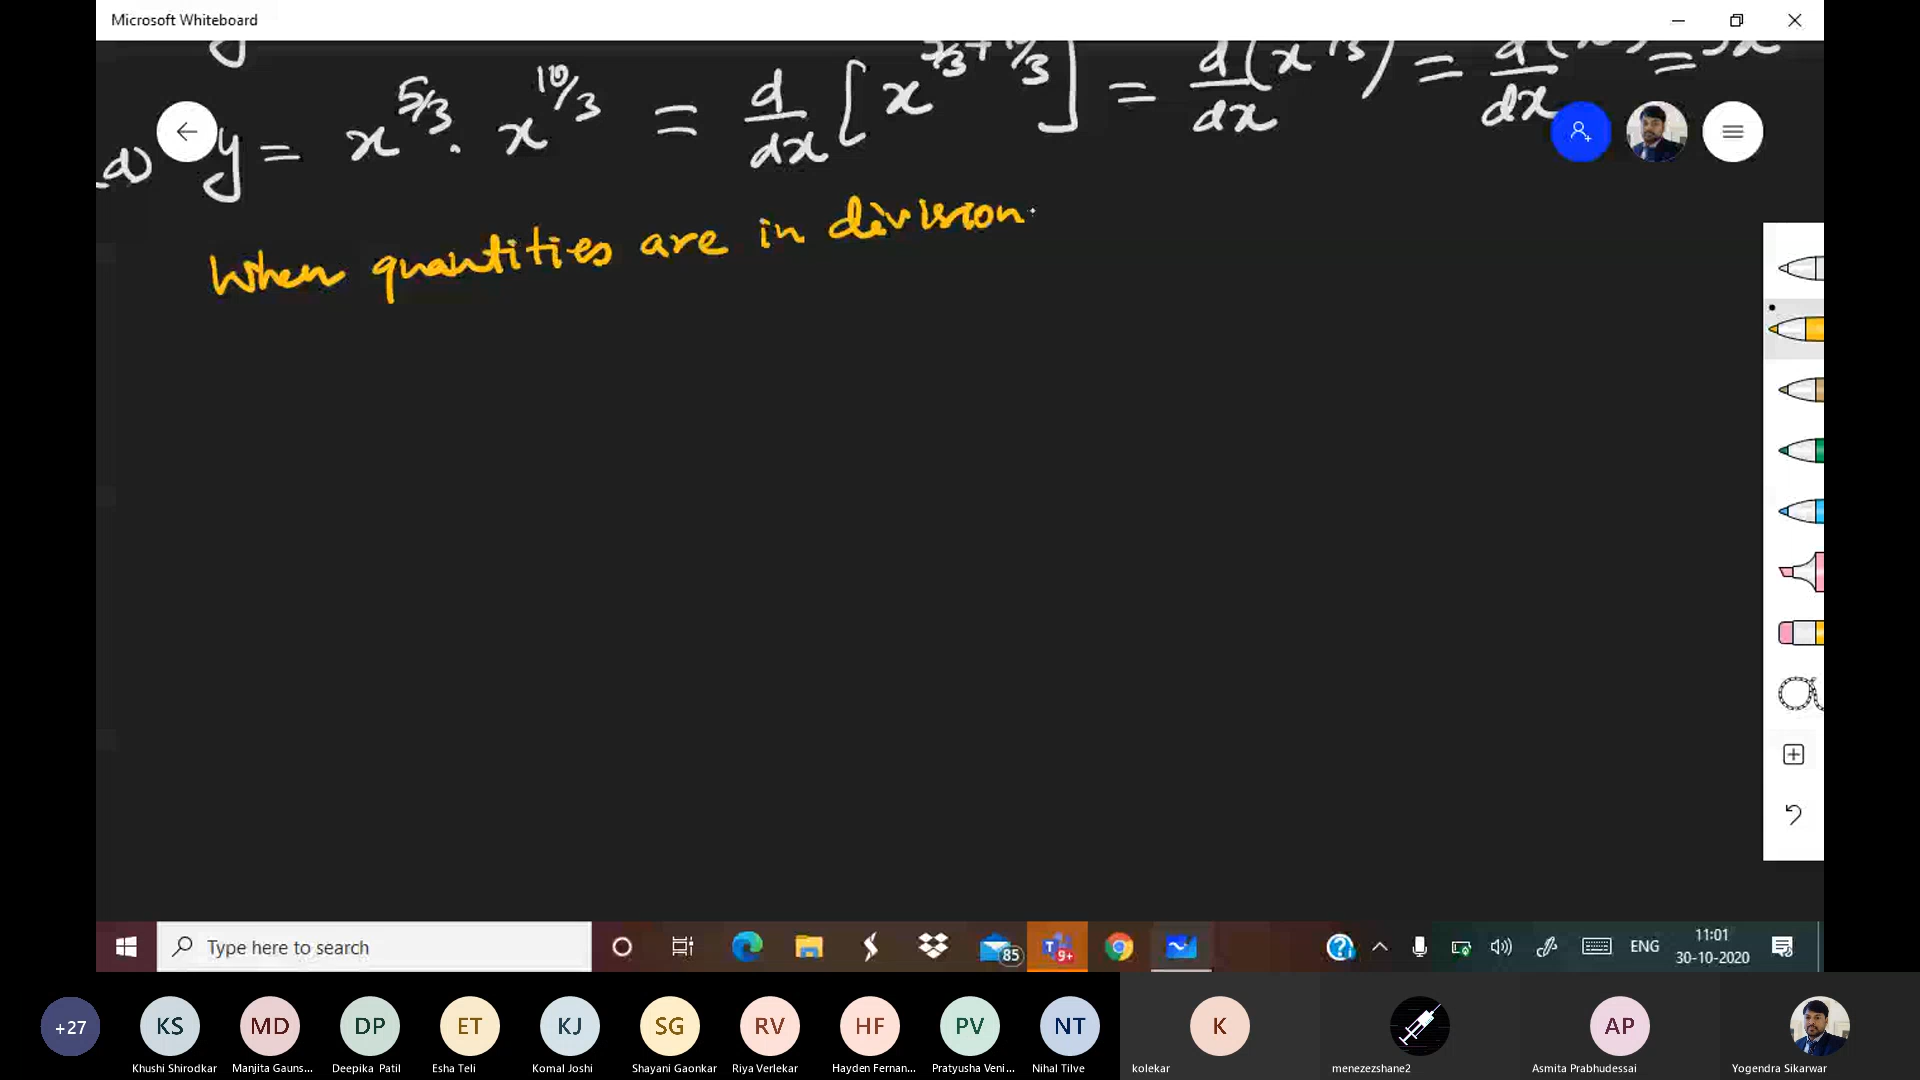 Microsoft Whiteboard
y = x^{5/3} . x^{10/3} = d/dx [x^{5/3 + 10/3}] = d/dx (x^{15/3}) = d/dx
When quantities are in division
Type here to search
85
9+
ENG
11:01
30-10-2020
+27
KS
MD
DP
ET
KJ
SG
RV
HF
PV
NT
K
AP
Khushi Shirodkar
Manjita Gauns...
Deepika Patil
Esha Teli
Komal Joshi
Shayani Gaonkar
Riya Verlekar
Hayden Fernan...
Pratyusha Veni...
Nihal Tilve
kolekar
menezezshane2
Asmita Prabhudessai
Yogendra Sikarwar